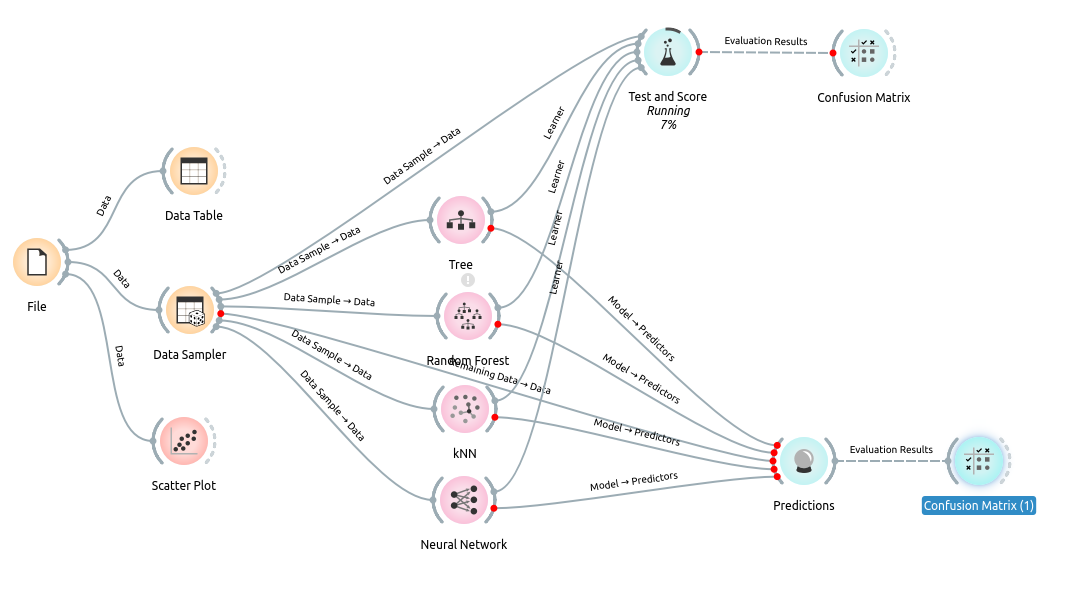 Evaluation Results
Test and Score
Running
7%
Confusion Matrix
Data Sample → Data
Learner
Data
Data Table
Learner
Learner
Data Sample → Data
Tree
Data
File
Learner
Data Sample → Data
!
Data Sampler
Model → Predictors
Data
Data Sample → Data
Random Forest
Remaining Data → Data
Model → Predictors
Data Sample → Data
Model → Predictors
kNN
Evaluation Results
Scatter Plot
Model → Predictors
Predictions
Confusion Matrix (1)
Neural Network